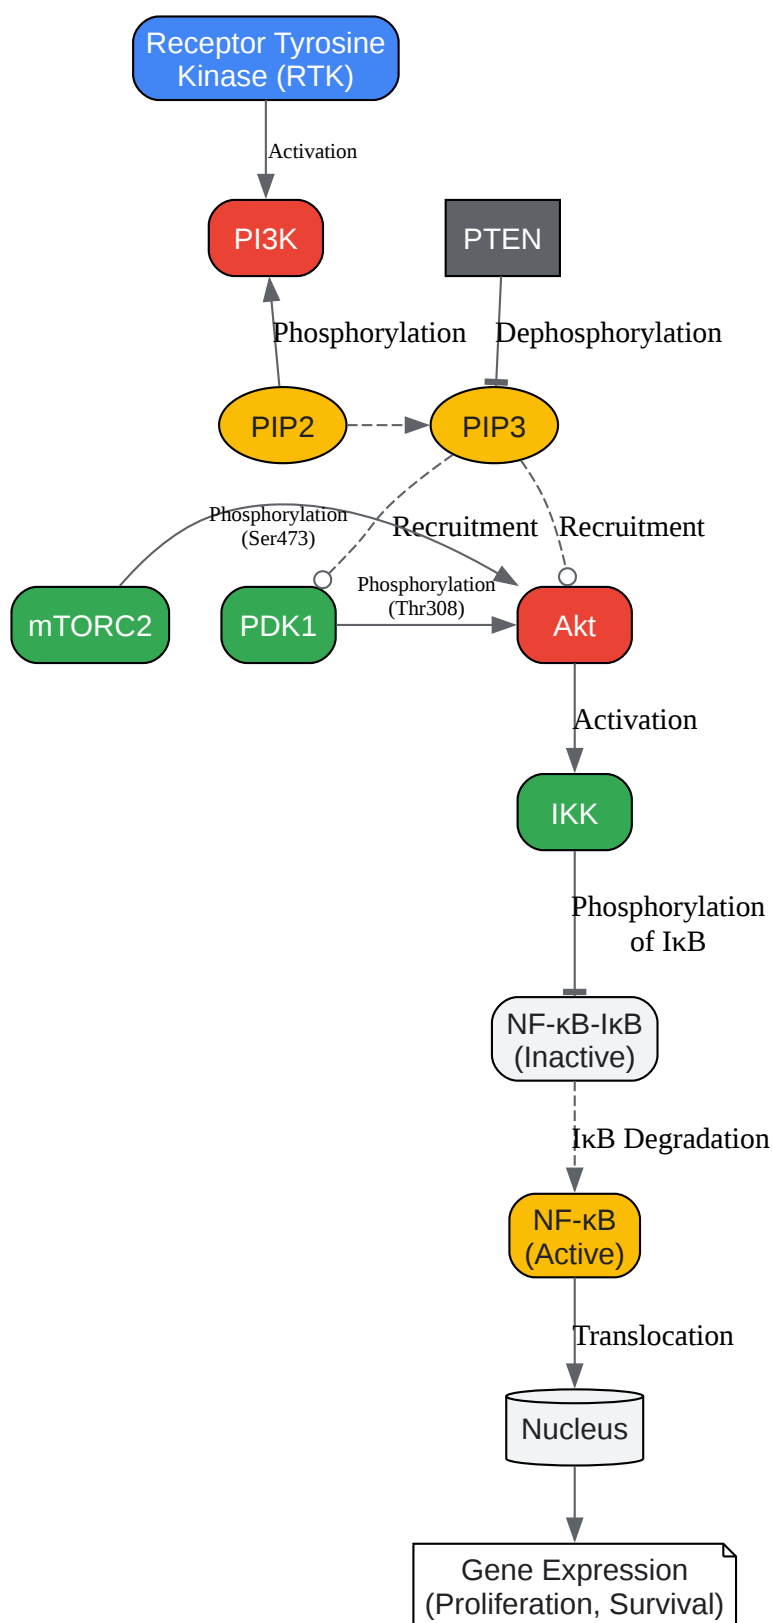 Receptor Tyrosine
Kinase (RTK)
Activation
PI3K
PTEN
Phosphorylation
Dephosphorylation
PIP2
PIP3
Phosphorylation
(Ser473)
Recruitment
Recruitment
Phosphorylation
(Thr308)
mTORC2
PDK1
Akt
Activation
IKK
Phosphorylation
of IκB
NF-κB-IκB
(Inactive)
IκB Degradation
NF-κB
(Active)
Translocation
Nucleus
Gene Expression
(Proliferation, Survival)